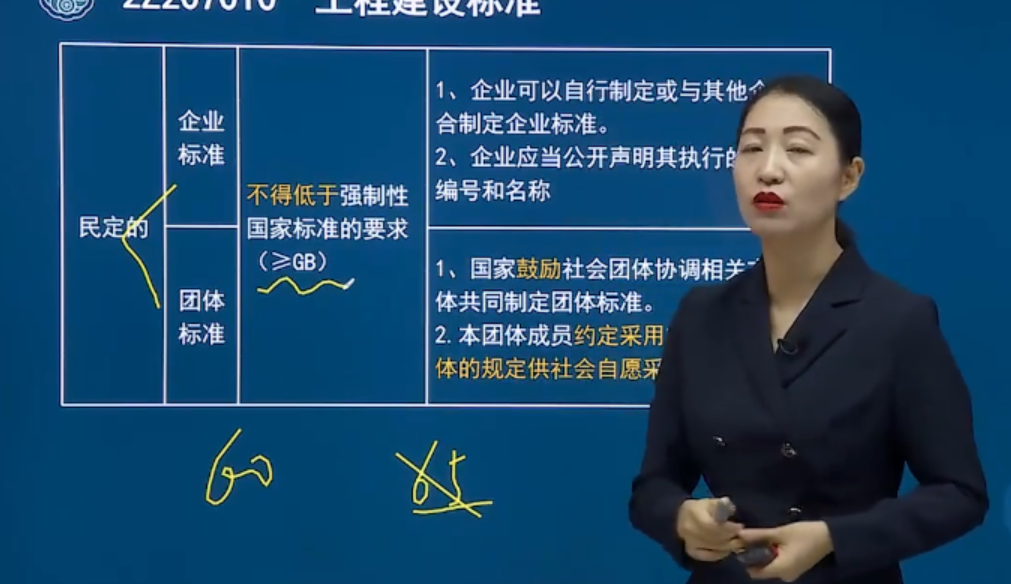 2Z207010 工程建设标准
民定的
企业
标准
不得低于强制性
国家标准的要求
（≥GB）
1、企业可以自行制定或与其他企
合制定企业标准。
2、企业应当公开声明其执行的
编号和名称
团体
标准
1、国家鼓励社会团体协调相关
体共同制定团体标准。
2. 本团体成员约定采用
体的规定供社会自愿采
60
65